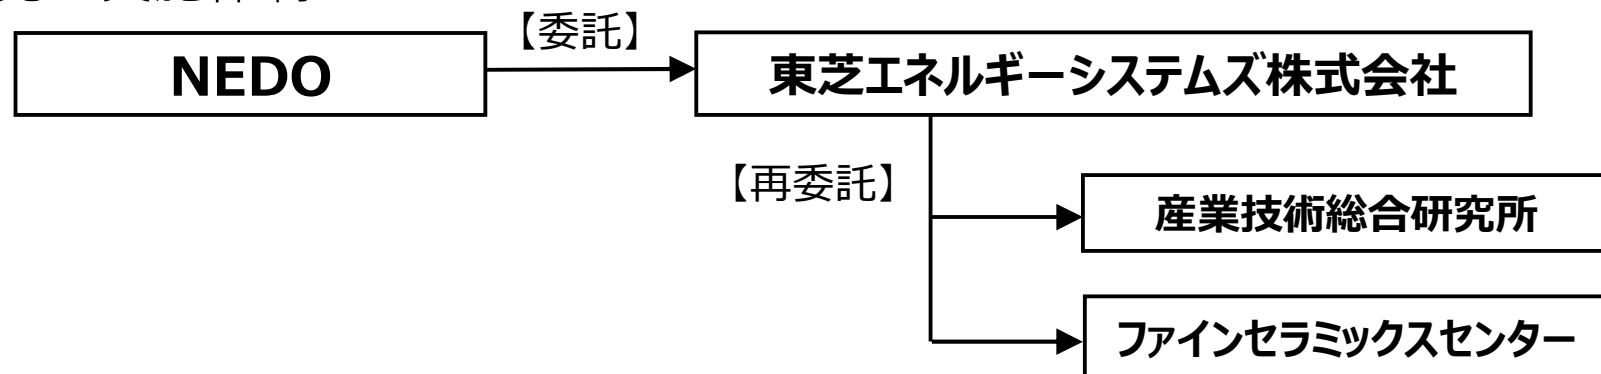 【委託】
NEDO
東芝エネルギーシステムズ株式会社
【再委託】
産業技術総合研究所
ファインセラミックスセンター